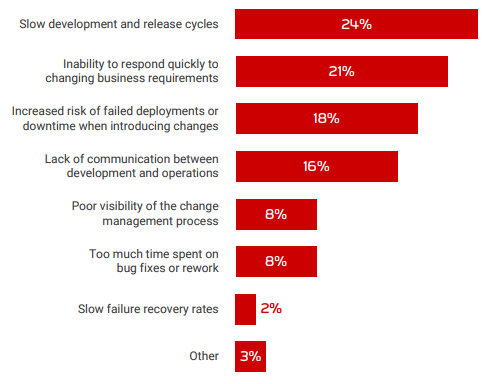 Slow development and release cycles
24%
Inability to respond quickly to
changing business requirements
21%
Increased risk of failed deployments or
downtime when introducing changes
18%
Lack of communication between
development and operations
16%
Poor visibility of the change
management process
8%
Too much time spent on
bug fixes or rework
8%
Slow failure recovery rates
2%
Other
3%